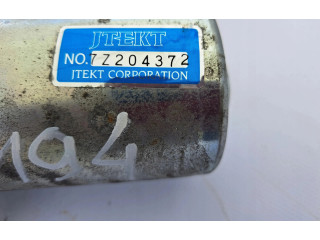 JTEKT
NO.7Z204372
JTEKT CORPORATION
194